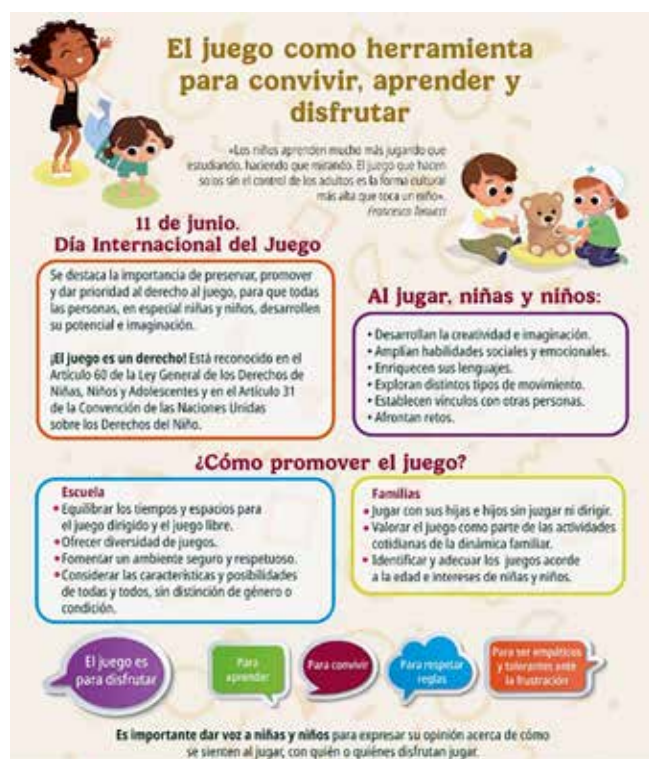 El juego como herramienta
para convivir, aprender y
disfrutar
«Los niños aprenden mucho más jugando que
estudiando, haciendo que mirando. El juego que hacen
solos sin el control de los adultos es la forma cultural
más alta que toca un niño».
Francesco Tonucci
11 de junio.
Día Internacional del Juego
Se destaca la importancia de preservar, promover
y dar prioridad al derecho al juego, para que todas
las personas, en especial niñas y niños, desarrollen
su potencial e imaginación.
¡El juego es un derecho! Está reconocido en el
Artículo 60 de la Ley General de los Derechos de
Niñas, Niños y Adolescentes y en el Artículo 31
de la Convención de las Naciones Unidas
sobre los Derechos del Niño.
Al jugar, niñas y niños:
• Desarrollan la creatividad e imaginación.
• Amplían habilidades sociales y emocionales.
• Enriquecen sus lenguajes.
• Exploran distintos tipos de movimiento.
• Establecen vínculos con otras personas.
• Afrontan retos.
¿Cómo promover el juego?
Escuela
• Equilibrar los tiempos y espacios para
el juego dirigido y el juego libre.
• Ofrecer diversidad de juegos.
• Fomentar un ambiente seguro y respetuoso.
• Considerar las características y posibilidades
de todas y todos, sin distinción de género o
condición.
Familias
• Jugar con sus hijas e hijos sin juzgar ni dirigir.
• Valorar el juego como parte de las actividades
cotidianas de la dinámica familiar.
• Identificar y adecuar los juegos acorde
a la edad e intereses de niñas y niños.
El juego es
para disfrutar
Para
aprender
Para convivir
Para respetar
reglas
Para ser empáticos
y tolerantes ante
la frustración
Es importante dar voz a niñas y niños para expresar su opinión acerca de cómo
se sienten al jugar, con quién o quiénes disfrutan jugar.